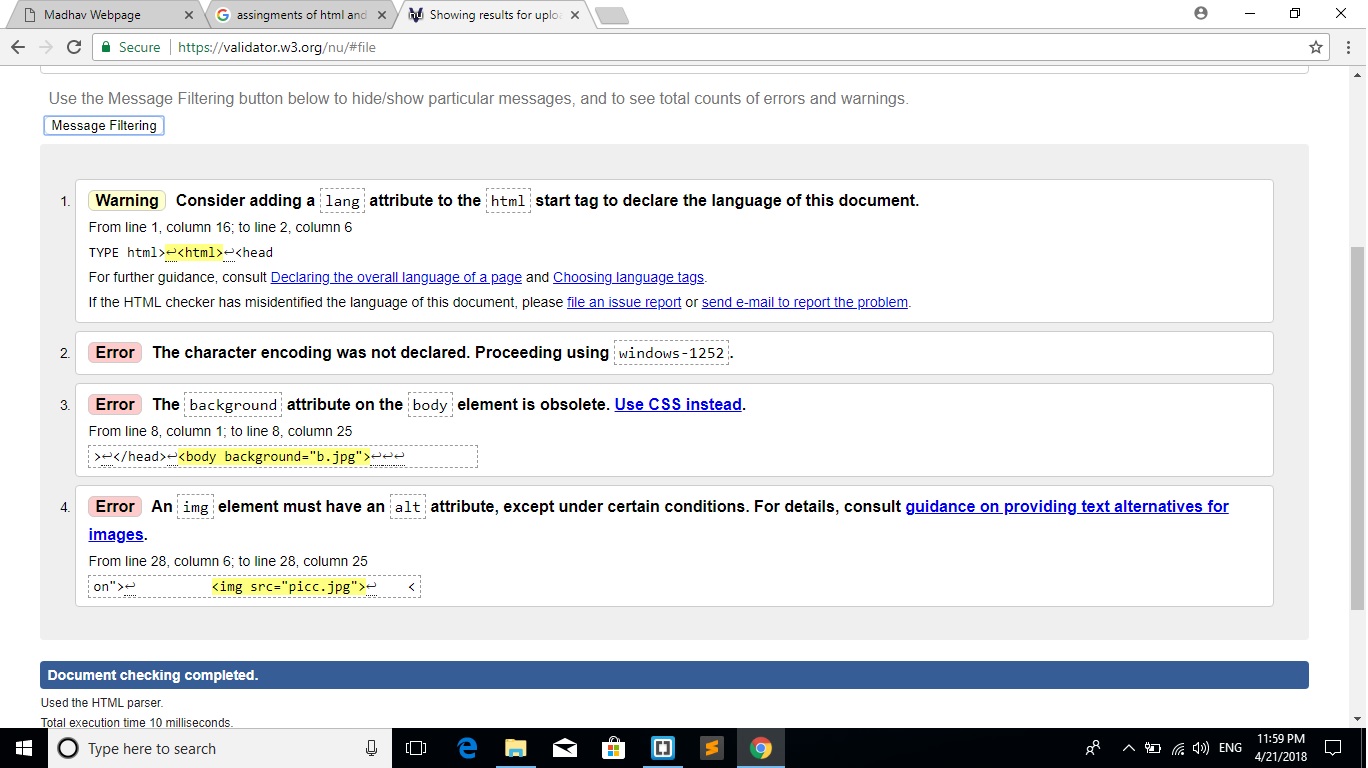 Madhav Webpage
assingments of html and
Showing results for uplo
Secure https://validator.w3.org/nu/#file
Use the Message Filtering button below to hide/show particular messages, and to see total counts of errors and warnings.
Message Filtering
1. Warning Consider adding a lang attribute to the html start tag to declare the language of this document.
From line 1, column 16; to line 2, column 6
TYPE html>↩<html>↩<head
For further guidance, consult Declaring the overall language of a page and Choosing language tags.
If the HTML checker has misidentified the language of this document, please file an issue report or send e-mail to report the problem.
2. Error The character encoding was not declared. Proceeding using windows-1252.
3. Error The background attribute on the body element is obsolete. Use CSS instead.
From line 8, column 1; to line 8, column 25
>↩</head>↩<body background="b.jpg">↩↩↩
4. Error An img element must have an alt attribute, except under certain conditions. For details, consult guidance on providing text alternatives for
images.
From line 28, column 6; to line 28, column 25
on">↩ <img src="picc.jpg">↩ <
Document checking completed.
Used the HTML parser.
Total execution time 10 milliseconds.
Type here to search
ENG
11:59 PM
4/21/2018